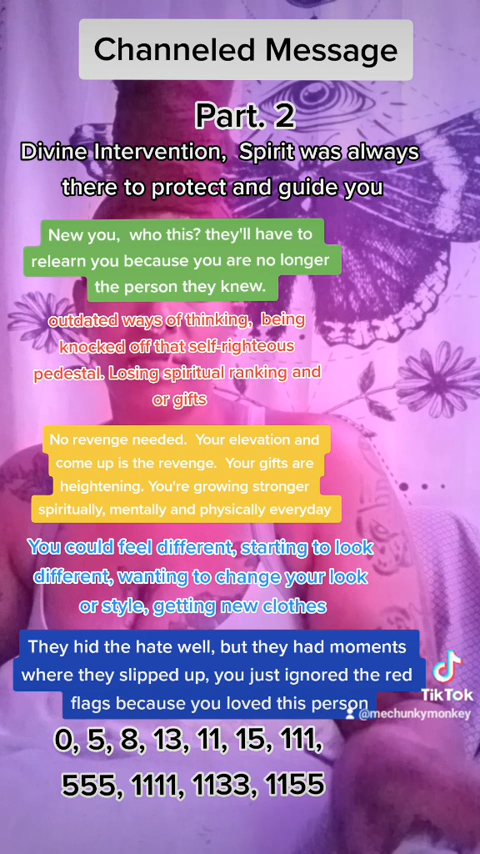 Channeled Message
Part. 2
Divine Intervention, Spirit was always
there to protect and guide you
New you, who this? they'll have to
relearn you because you are no longer
the person they knew.
outdated ways of thinking, being
knocked off that self-righteous
pedestal. Losing spiritual ranking and
or gifts
No revenge needed. Your elevation and
come up is the revenge. Your gifts are
heightening. You're growing stronger
spiritually, mentally and physically everyday
You could feel different, starting to look
different, wanting to change your look
or style, getting new clothes
They hid the hate well, but they had moments
where they slipped up, you just ignored the red
flags because you loved this person
TikTok
@mechunkymonkey
0, 5, 8, 13, 11, 15, 111,
555, 1111, 1133, 1155